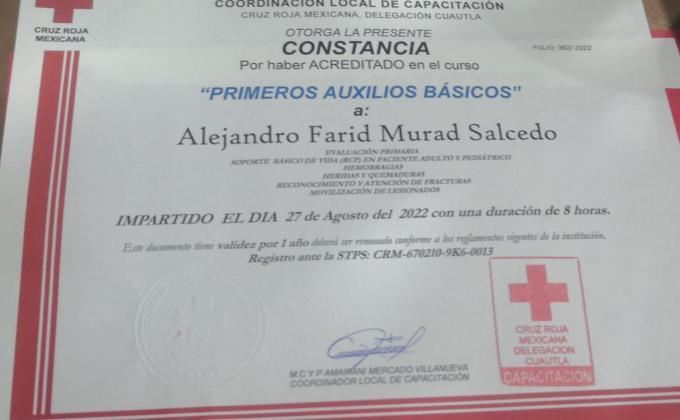 COORDINACIÓN LOCAL DE CAPACITACIÓN
CRUZ ROJA MEXICANA, DELEGACIÓN CUAUTLA
CRUZ ROJA
MEXICANA
OTORGA LA PRESENTE
CONSTANCIA
FOLIO: 382/ 2022
Por haber ACREDITADO en el curso
“PRIMEROS AUXILIOS BÁSICOS”
a:
Alejandro Farid Murad Salcedo
EVALUACIÓN PRIMARIA
SOPORTE BÁSICO DE VIDA (RCP) EN PACIENTE ADULTO Y PEDIÁTRICO
HEMORRAGIAS
HERIDAS Y QUEMADURAS
RECONOCIMIENTO Y ATENCIÓN DE FRACTURAS
MOVILIZACIÓN DE LESIONADOS
IMPARTIDO EL DIA 27 de Agosto del 2022 con una duración de 8 horas.
Este documento tiene validez por 1 año deberá ser renovado conforme a los reglamentos vigentes de la institución.
Registro ante la STPS: CRM-670210-9K6-0013
CRUZ ROJA
MEXICANA
DELEGACION
CUAUTLA
CAPACITACION
M.C Y P AMAIRANI MERCADO VILLANUEVA
COORDINADOR LOCAL DE CAPACITACIÓN